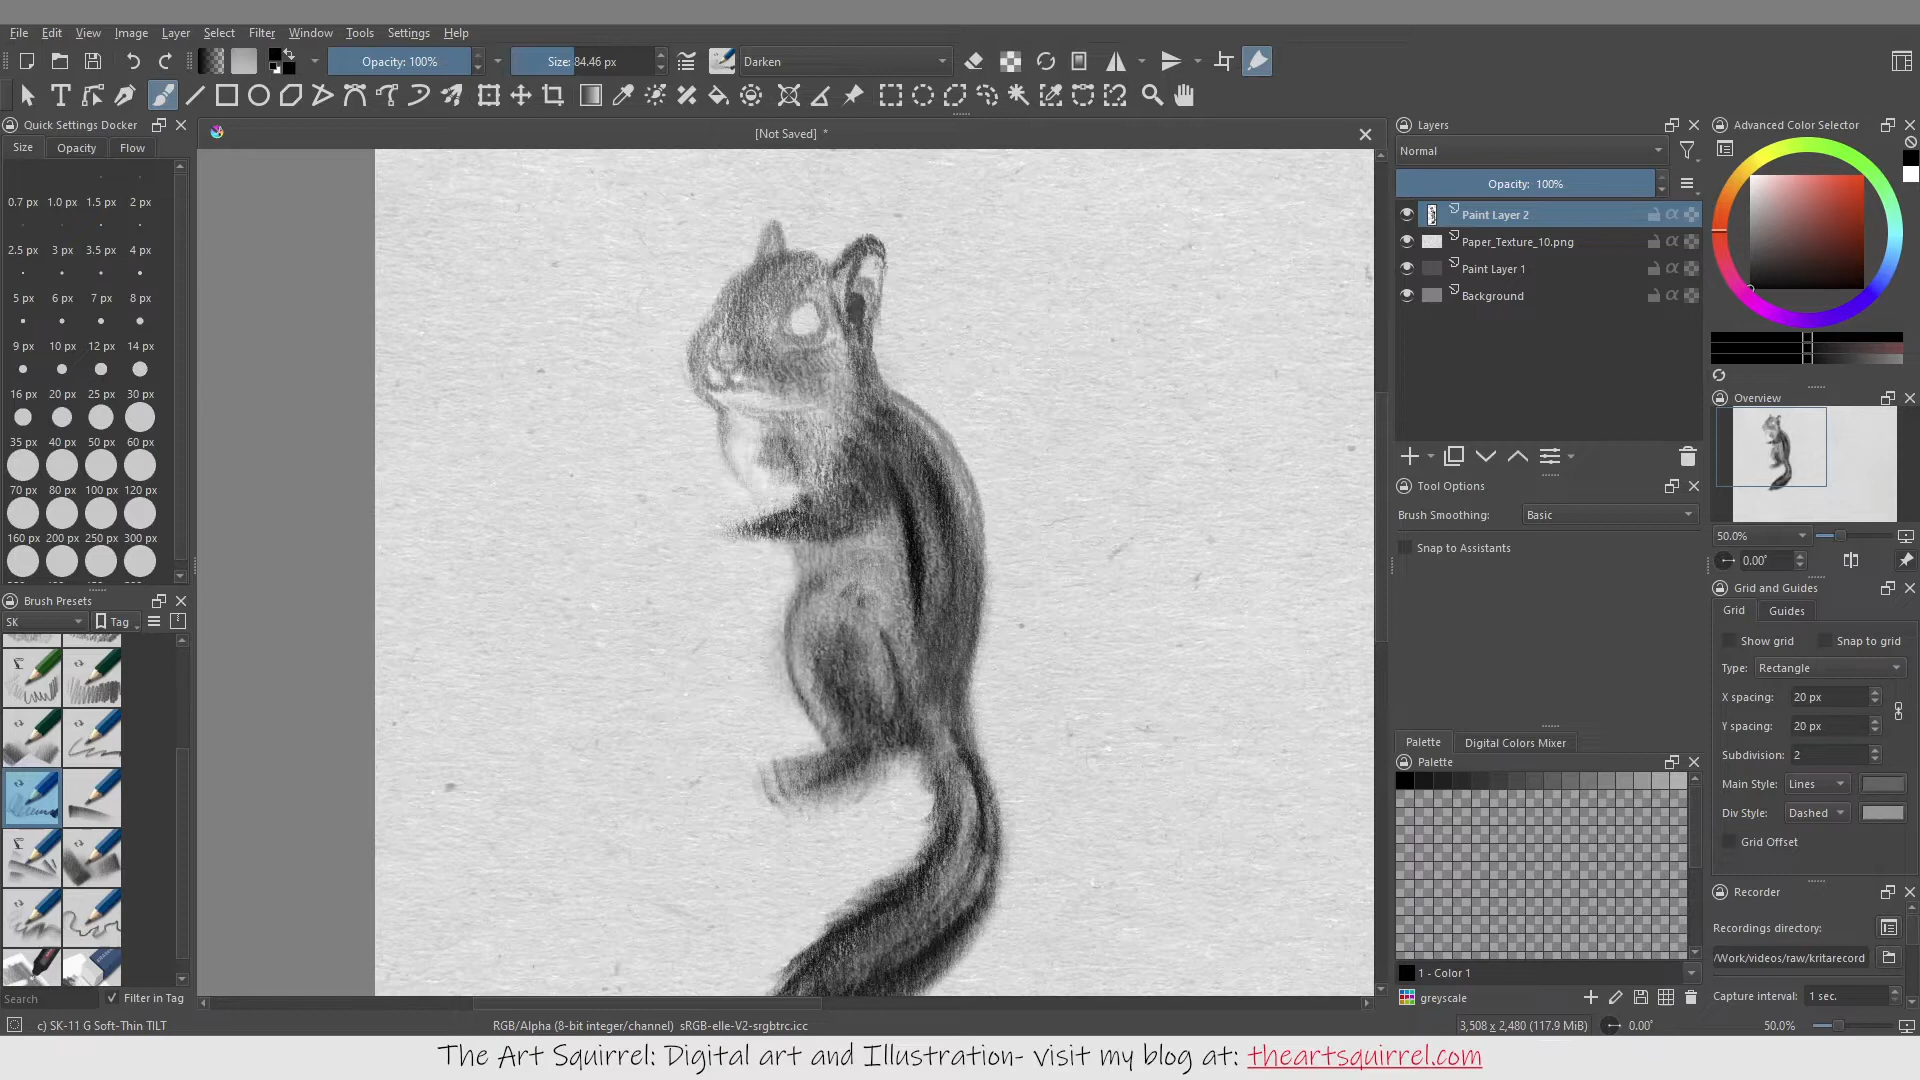 File Edit View Image Layer Select Filter Tools Settings Window Help
Opacity: 100%
Size: 84.46 px
Darken
Quick Settings Docker
Size Opacity Flow
0.7 px 1.0 px 1.5 px 2 px
2.5 px 3 px 3.5 px 4 px
5 px 6 px 7 px 8 px
9 px 10 px 12 px 14 px
16 px 20 px 25 px 30 px
35 px 40 px 50 px 60 px
70 px 80 px 100 px 120 px
160 px 200 px 250 px 300 px
Brush Presets
SK
Tag
Search
Filter in Tag
c) SK-11 G Soft-Thin TILT
[Not Saved] *
RGB/Alpha (8-bit integer/channel) sRGB-elle-V2-srgbtrc.icc
3,508 x 2,480 (117.9 MiB)
0.00°
50.0%
Layers
Normal
Opacity: 100%
Paint Layer 2
Paper_Texture_10.png
Paint Layer 1
Background
Tool Options
Brush Smoothing: Basic
Snap to Assistants
Palette Digital Colors Mixer
Palette
1 - Color 1
greyscale
Advanced Color Selector
Overview
50.0%
0.00°
Grid and Guides
Grid Guides
Show grid Snap to grid
Type: Rectangle
X spacing: 20 px
Y spacing: 20 px
Subdivision: 2
Main Style: Lines
Div Style: Dashed
Grid Offset
Recorder
Recordings directory:
/Work/videos/raw/kritarecord
Capture interval: 1 sec.
The Art Squirrel: Digital art and Illustration- visit my blog at: theartsquirrel.com